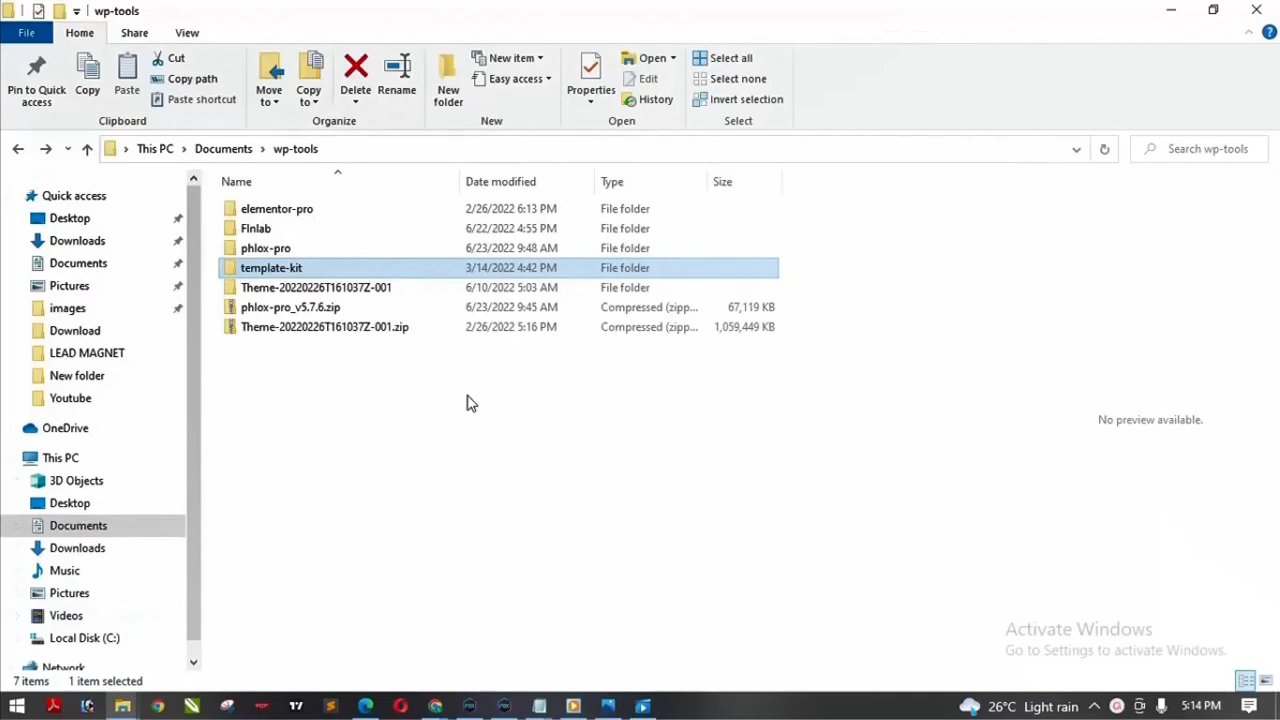 wp-tools
File Home Share View
Pin to Quick access
Copy
Paste
Cut
Copy path
Paste shortcut
Clipboard
Move to
Copy to
Delete
Rename
Organize
New folder
New item
Easy access
New
Properties
Open
Edit
History
Open
Select all
Select none
Invert selection
Select
This PC > Documents > wp-tools
Search wp-tools
Name Date modified Type Size
elementor-pro 2/26/2022 6:13 PM File folder
FInlab 6/22/2022 4:55 PM File folder
phlox-pro 6/23/2022 9:48 AM File folder
template-kit 3/14/2022 4:42 PM File folder
Theme-20220226T161037Z-001 6/10/2022 5:03 AM File folder
phlox-pro_v5.7.6.zip 6/23/2022 9:45 AM Compressed (zipp... 67,119 KB
Theme-20220226T161037Z-001.zip 2/26/2022 5:16 PM Compressed (zipp... 1,059,449 KB
Quick access
Desktop
Downloads
Documents
Pictures
images
Download
LEAD MAGNET
New folder
Youtube
OneDrive
This PC
3D Objects
Desktop
Documents
Downloads
Music
Pictures
Videos
Local Disk (C:)
Network
No preview available.
Activate Windows
Go to Settings to activate Windows.
7 items 1 item selected
26°C Light rain 5:14 PM